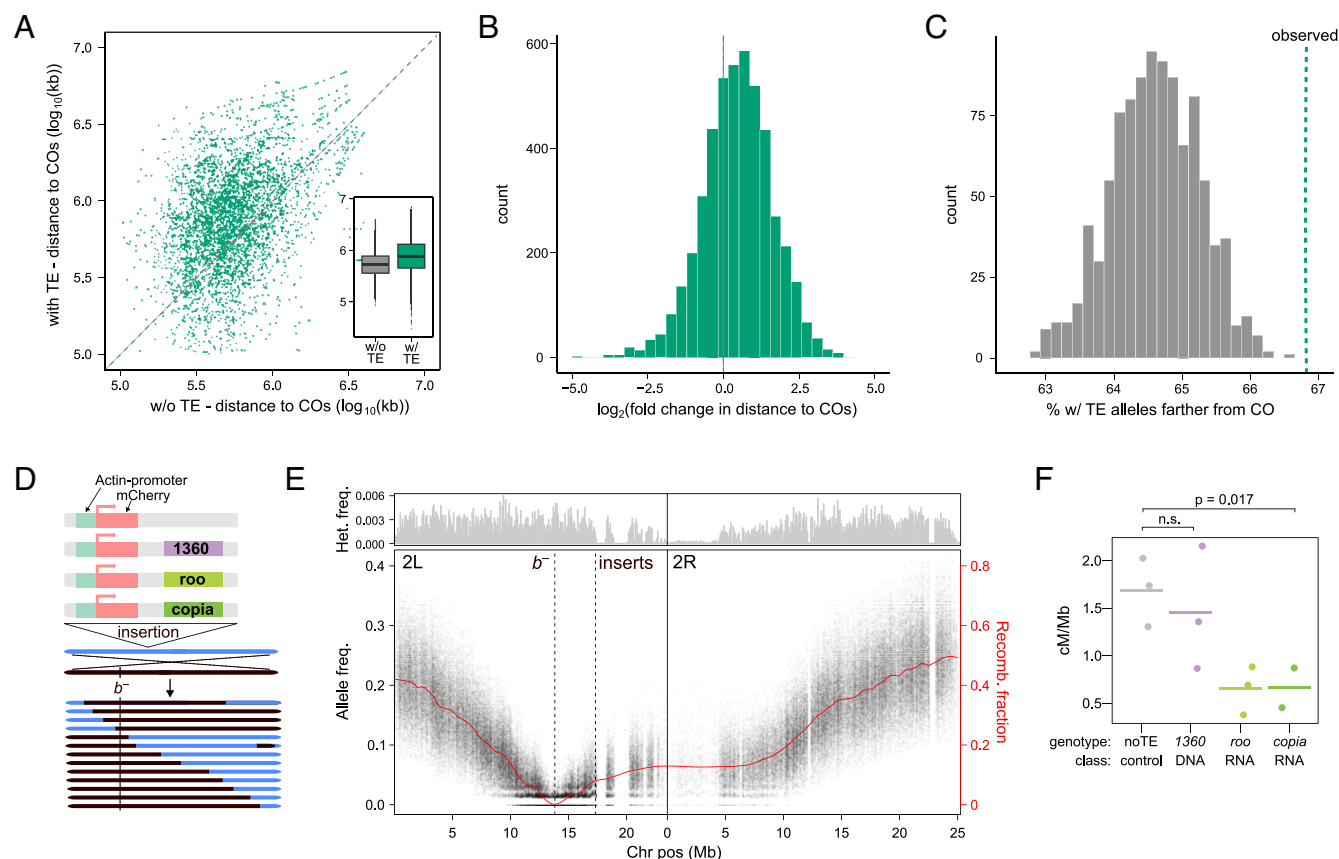 A
with TE - distance to COs (log10(kb))
7.0
6.5
6.0
5.5
5.0
5.0
5.5
6.0
6.5
7.0
w/o TE - distance to COs (log10(kb))
7
6
5
w/o TE
w/ TE
B
count
600
400
200
0
−5.0
−2.5
0.0
2.5
5.0
log2(fold change in distance to COs)
C
observed
count
75
50
25
0
63
64
65
66
67
% w/ TE alleles farther from CO
D
Actin-promoter
mCherry
1360
roo
copia
insertion
b−
E
Het. freq.
0.006
0.003
0.000
2L
b−
inserts
2R
Allele freq.
0.4
0.3
0.2
0.1
0.0
0.8
0.6
0.4
0.2
0
Recomb. fraction
5
10
15
20
0
5
10
15
20
25
Chr pos (Mb)
F
p = 0.017
n.s.
cM/Mb
2.0
1.5
1.0
0.5
genotype: noTE 1360 roo copia
class: control DNA RNA RNA